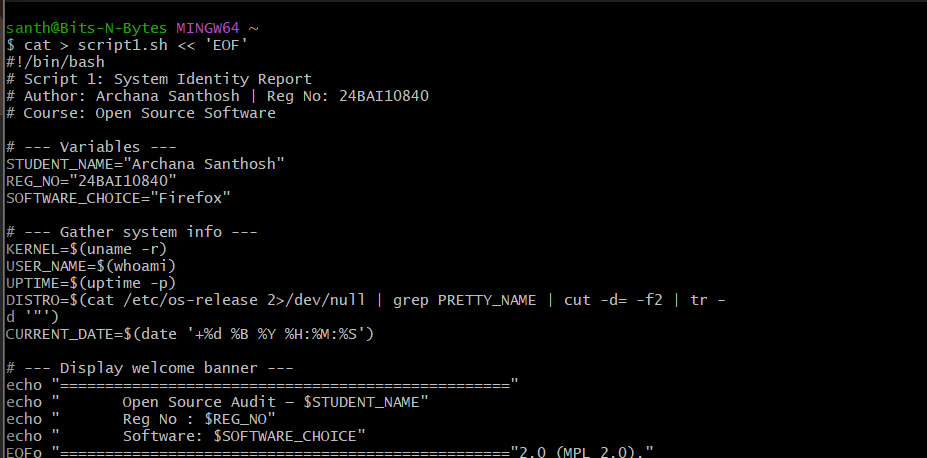 santh@Bits-N-Bytes MINGW64 ~
$ cat > script1.sh << 'EOF'
#!/bin/bash
# Script 1: System Identity Report
# Author: Archana Santhosh | Reg No: 24BAI10840
# Course: Open Source Software
# --- Variables ---
STUDENT_NAME="Archana Santhosh"
REG_NO="24BAI10840"
SOFTWARE_CHOICE="Firefox"
# --- Gather system info ---
KERNEL=$(uname -r)
USER_NAME=$(whoami)
UPTIME=$(uptime -p)
DISTRO=$(cat /etc/os-release 2>/dev/null | grep PRETTY_NAME | cut -d= -f2 | tr -
d '"')
CURRENT_DATE=$(date '+%d %B %Y %H:%M:%S')
# --- Display welcome banner ---
echo "=================================================="
echo "       Open Source Audit — $STUDENT_NAME"
echo "       Reg No : $REG_NO"
echo "       Software: $SOFTWARE_CHOICE"
EOFo "=================================================="2.0 (MPL 2.0)."